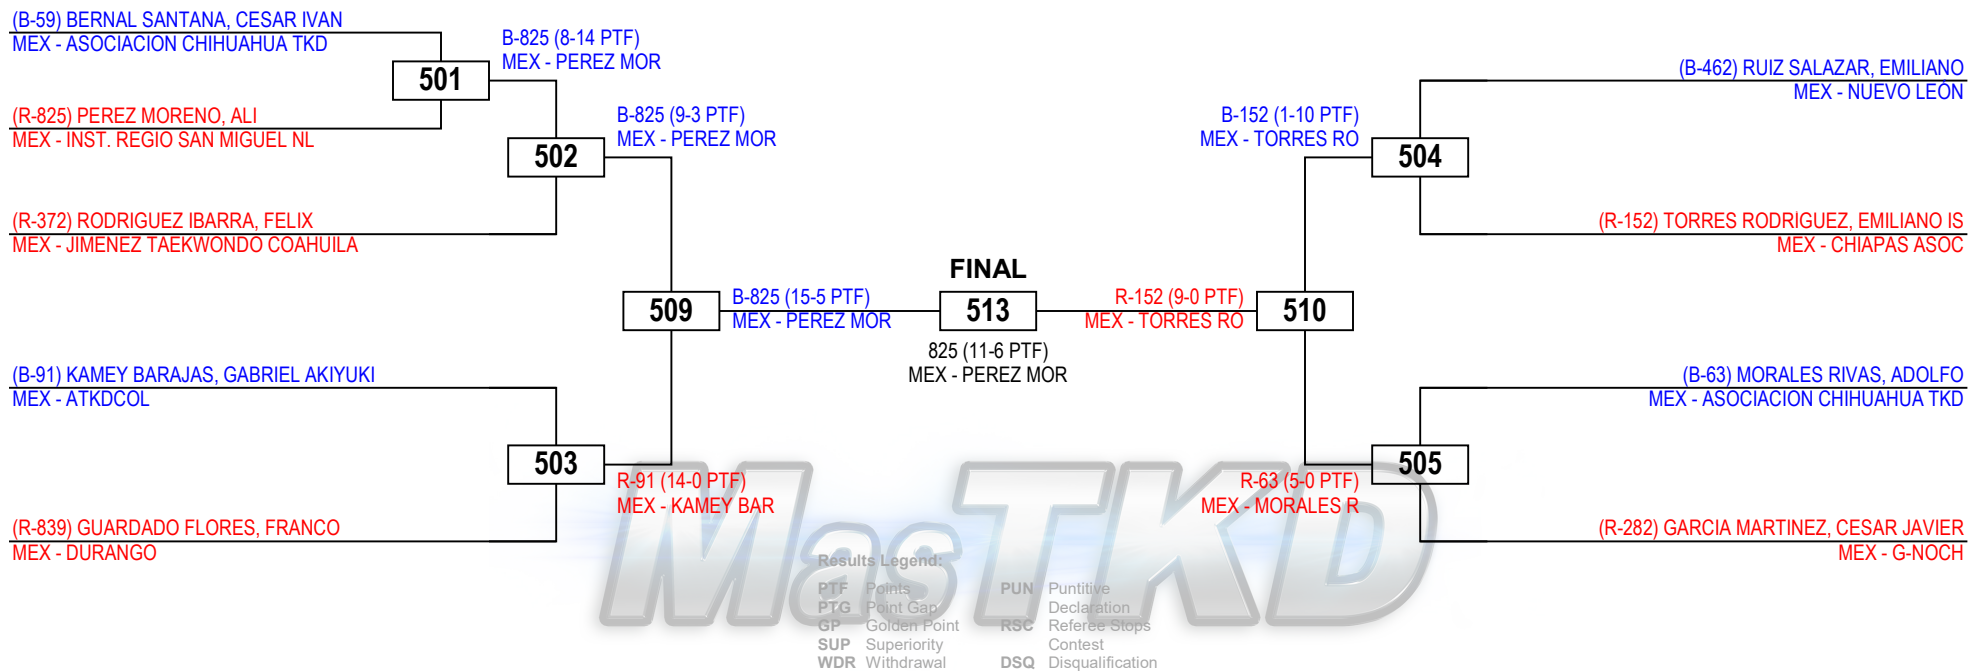 (B-59) BERNAL SANTANA, CESAR IVAN
MEX - ASOCIACION CHIHUAHUA TKD
501
(R-825) PEREZ MORENO, ALI
MEX - INST. REGIO SAN MIGUEL NL
B-825 (8-14 PTF)
MEX - PEREZ MOR
502
(R-372) RODRIGUEZ IBARRA, FELIX
MEX - JIMENEZ TAEKWONDO COAHUILA
B-825 (9-3 PTF)
MEX - PEREZ MOR
509
(B-91) KAMEY BARAJAS, GABRIEL AKIYUKI
MEX - ATKDCOL
503
(R-839) GUARDADO FLORES, FRANCO
MEX - DURANGO
R-91 (14-0 PTF)
MEX - KAMEY BAR
B-825 (15-5 PTF)
MEX - PEREZ MOR
FINAL
513
825 (11-6 PTF)
MEX - PEREZ MOR
R-152 (9-0 PTF)
MEX - TORRES RO
510
B-152 (1-10 PTF)
MEX - TORRES RO
504
(B-462) RUIZ SALAZAR, EMILIANO
MEX - NUEVO LEÓN
(R-152) TORRES RODRIGUEZ, EMILIANO IS
MEX - CHIAPAS ASOC
R-63 (5-0 PTF)
MEX - MORALES R
505
(B-63) MORALES RIVAS, ADOLFO
MEX - ASOCIACION CHIHUAHUA TKD
(R-282) GARCIA MARTINEZ, CESAR JAVIER
MEX - G-NOCH
MasTKD
Results Legend:
PTF Points
PTG Point Gap
GP Golden Point
SUP Superiority
WDR Withdrawal
PUN Puntitive
Declaration
RSC Referee Stops
Contest
DSQ Disqualification